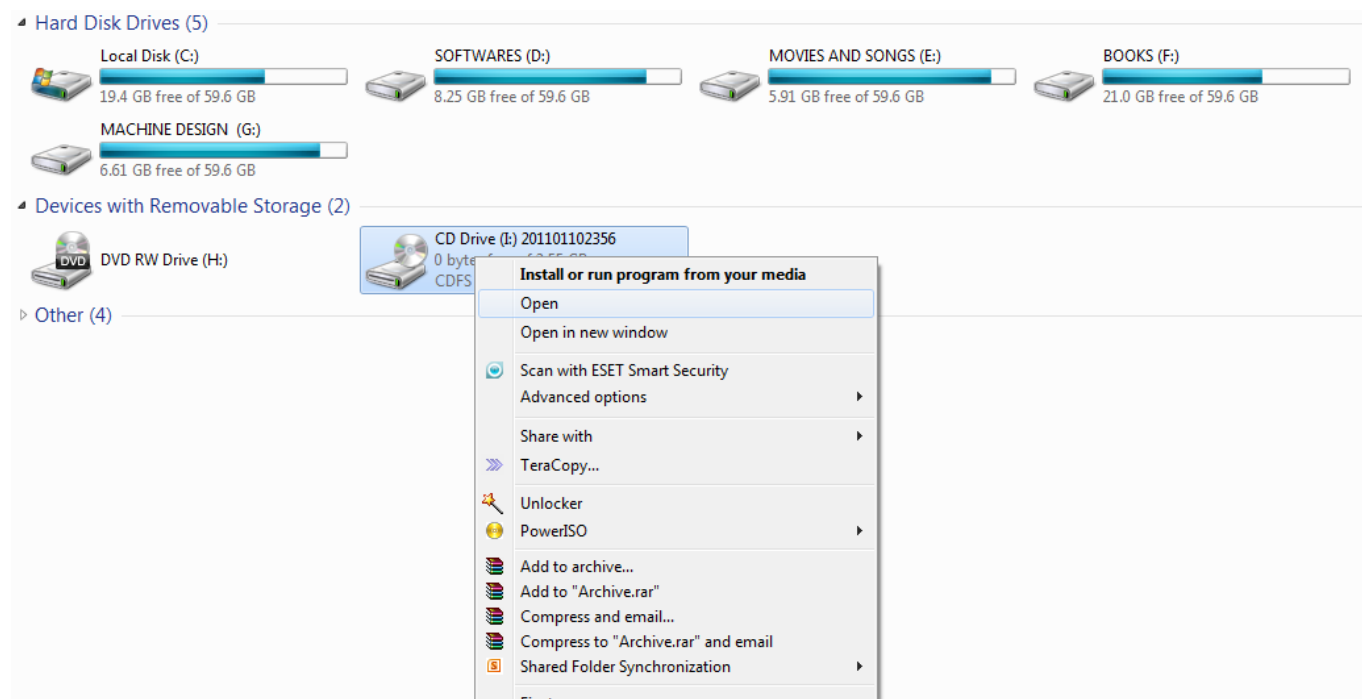 Hard Disk Drives (5)
Local Disk (C:) SOFTWARES (D:) MOVIES AND SONGS (E:) BOOKS (F:)
19.4 GB free of 59.6 GB 8.25 GB free of 59.6 GB 5.91 GB free of 59.6 GB 21.0 GB free of 59.6 GB
MACHINE DESIGN (G:)
6.61 GB free of 59.6 GB
Devices with Removable Storage (2)
DVD
DVD RW Drive (H:)
CD Drive (I:) 201101102356
0 byte
CDFS
Other (4)
Install or run program from your media
Open
Open in new window
Scan with ESET Smart Security
Advanced options
Share with
TeraCopy...
Unlocker
PowerISO
Add to archive...
Add to "Archive.rar"
Compress and email...
Compress to "Archive.rar" and email
S Shared Folder Synchronization